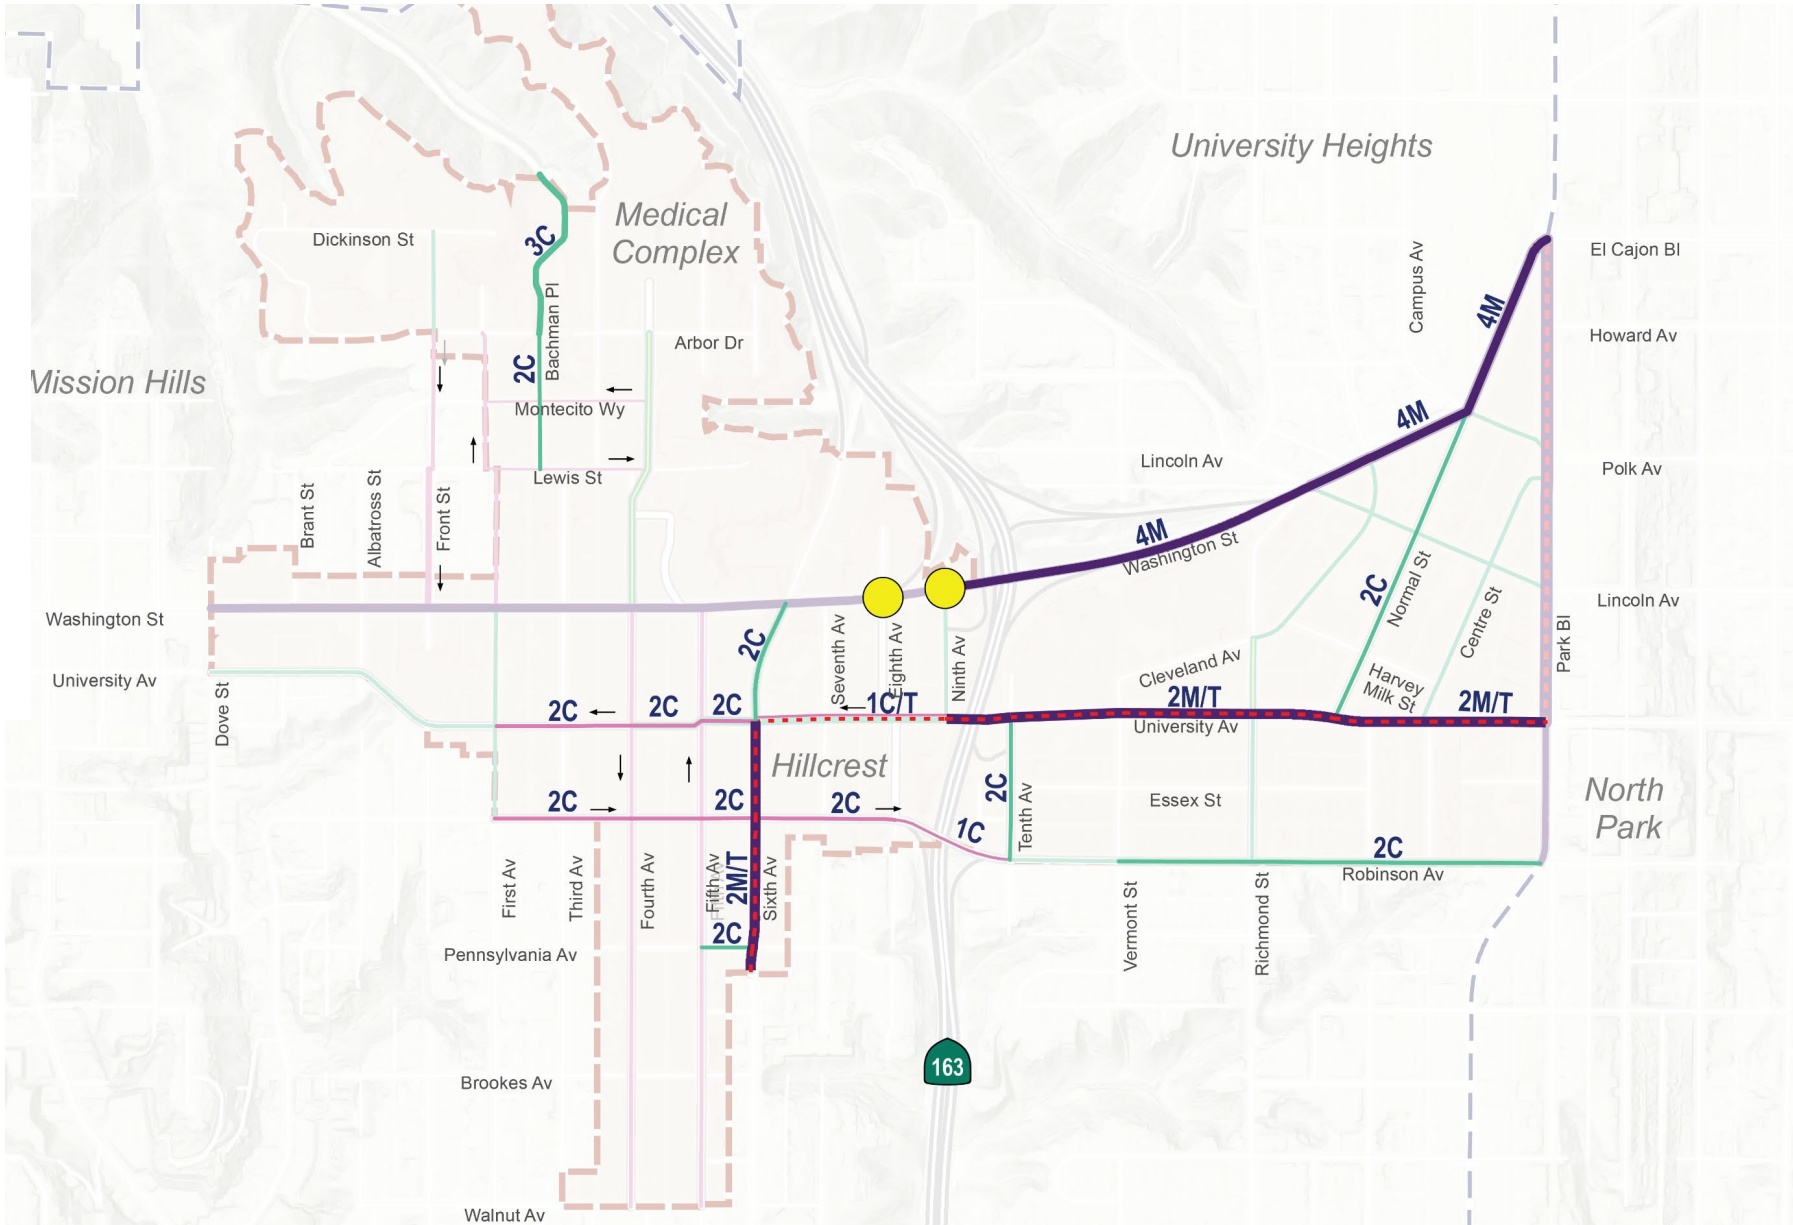 University Heights
Medical
Complex
Dickinson St
3C
Campus Av
El Cajon Bl
Bachman Pl
4M
Howard Av
Arbor Dr
2C
Mission Hills
Montecito Wy
4M
Lincoln Av
Polk Av
Lewis St
Brant St
Albatross St
Front St
4M
Washington St
Normal St
2C
Centre St
Lincoln Av
Washington St
Park Bl
2C
Seventh Av
Eighth Av
Ninth Av
Cleveland Av
University Av
Harvey
Milk St
Dove St
2C
2C
2C
1C/T
2M/T
2M/T
University Av
Hillcrest
2C
2C
2C
2C
Tenth Av
Essex St
North
Park
1C
2C
Robinson Av
First Av
Third Av
Fourth Av
Fifth Av
2M/T
Sixth Av
Vermont St
Richmond St
2C
Pennsylvania Av
163
Brookes Av
Walnut Av